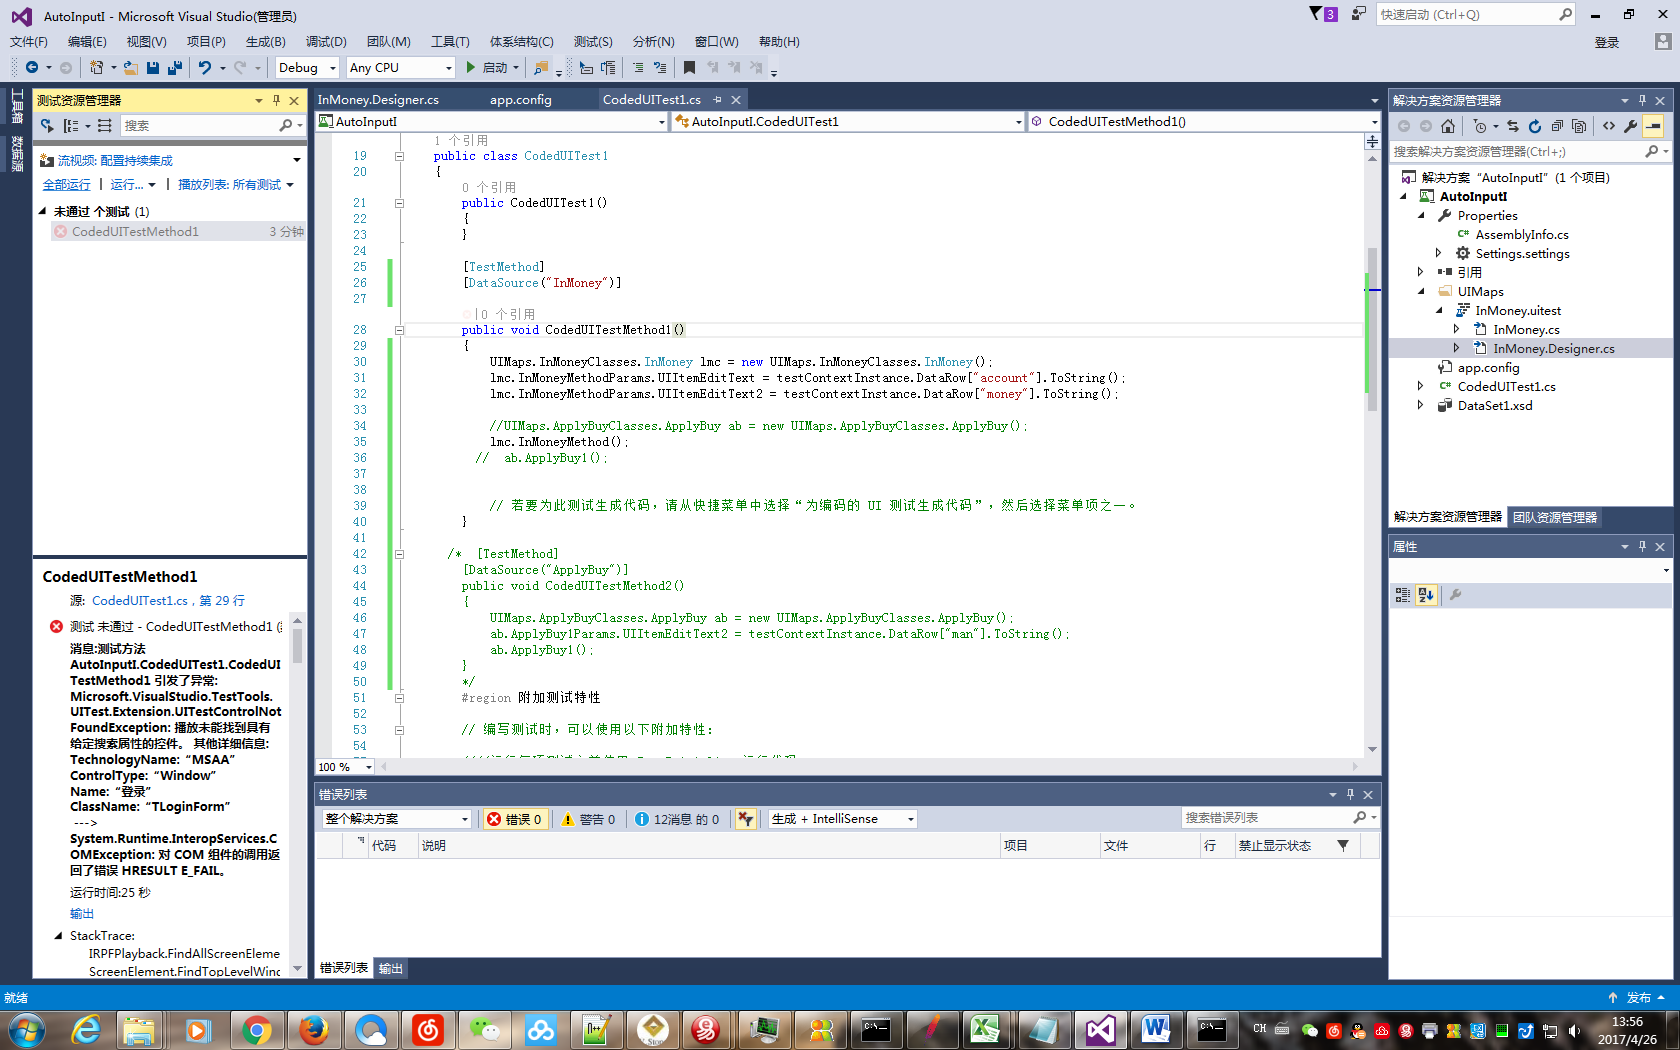 AutoInputI - Microsoft Visual Studio(管理员)
3
快速启动 (Ctrl+Q)
文件(F) 编辑(E) 视图(V) 项目(P) 生成(B) 调试(D) 团队(M) 工具(T) 体系结构(C) 测试(S) 分析(N) 窗口(W) 帮助(H)
登录
Debug Any CPU 启动
工具箱
数据源
测试资源管理器
搜索
流视频: 配置持续集成
全部运行 | 运行... | 播放列表: 所有测试
未通过 个测试 (1)
CodedUITestMethod1 3 分钟
CodedUITestMethod1
源: CodedUITest1.cs，第 29 行
测试 未通过 - CodedUITestMethod1
消息:测试方法
AutoInputI.CodedUITest1.CodedUI
TestMethod1 引发了异常:
Microsoft.VisualStudio.TestTools.
UITest.Extension.UITestControlNot
FoundException: 播放未能找到具有
给定搜索属性的控件。 其他详细信息:
TechnologyName: “MSAA”
ControlType: “Window”
Name: “登录”
ClassName: “TLoginForm”
--->
System.Runtime.InteropServices.C
OMException: 对 COM 组件的调用返
回了错误 HRESULT E_FAIL。
运行时间:25 秒
输出
StackTrace:
IRPFPlayback.FindAllScreenEleme
ScreenElement.FindTopLevelWinc
InMoney.Designer.cs app.config CodedUITest1.cs
AutoInputI AutoInputI.CodedUITest1 CodedUITestMethod1()
1 个引用
19 public class CodedUITest1
20 {
0 个引用
21 public CodedUITest1()
22 {
23 }
24
25 [TestMethod]
26 [DataSource("InMoney")]
27
|0 个引用
28 public void CodedUITestMethod1()
29 {
30 UIMaps.InMoneyClasses.InMoney lmc = new UIMaps.InMoneyClasses.InMoney();
31 lmc.InMoneyMethodParams.UIItemEditText = testContextInstance.DataRow["account"].ToString();
32 lmc.InMoneyMethodParams.UIItemEditText2 = testContextInstance.DataRow["money"].ToString();
33
34 //UIMaps.ApplyBuyClasses.ApplyBuy ab = new UIMaps.ApplyBuyClasses.ApplyBuy();
35 lmc.InMoneyMethod();
36 // ab.ApplyBuy1();
37
38
39 // 若要为此测试生成代码，请从快捷菜单中选择“为编码的 UI 测试生成代码”，然后选择菜单项之一。
40 }
41
42 /* [TestMethod]
43 [DataSource("ApplyBuy")]
44 public void CodedUITestMethod2()
45 {
46 UIMaps.ApplyBuyClasses.ApplyBuy ab = new UIMaps.ApplyBuyClasses.ApplyBuy();
47 ab.ApplyBuy1Params.UIItemEditText2 = testContextInstance.DataRow["man"].ToString();
48 ab.ApplyBuy1();
49 }
50 */
51 #region 附加测试特性
52
53 // 编写测试时，可以使用以下附加特性:
54
100 %
错误列表
整个解决方案 错误 0 警告 0 12消息 的 0 生成 + IntelliSense 搜索错误列表
代码 说明 项目 文件 行 禁止显示状态
错误列表 输出
解决方案资源管理器
搜索解决方案资源管理器(Ctrl+;)
解决方案 “AutoInputI” (1 个项目)
AutoInputI
Properties
AssemblyInfo.cs
Settings.settings
引用
UIMaps
InMoney.uitest
InMoney.cs
InMoney.Designer.cs
app.config
CodedUITest1.cs
DataSet1.xsd
解决方案资源管理器 团队资源管理器
属性
就绪
发布
CH
13:56
2017/4/26